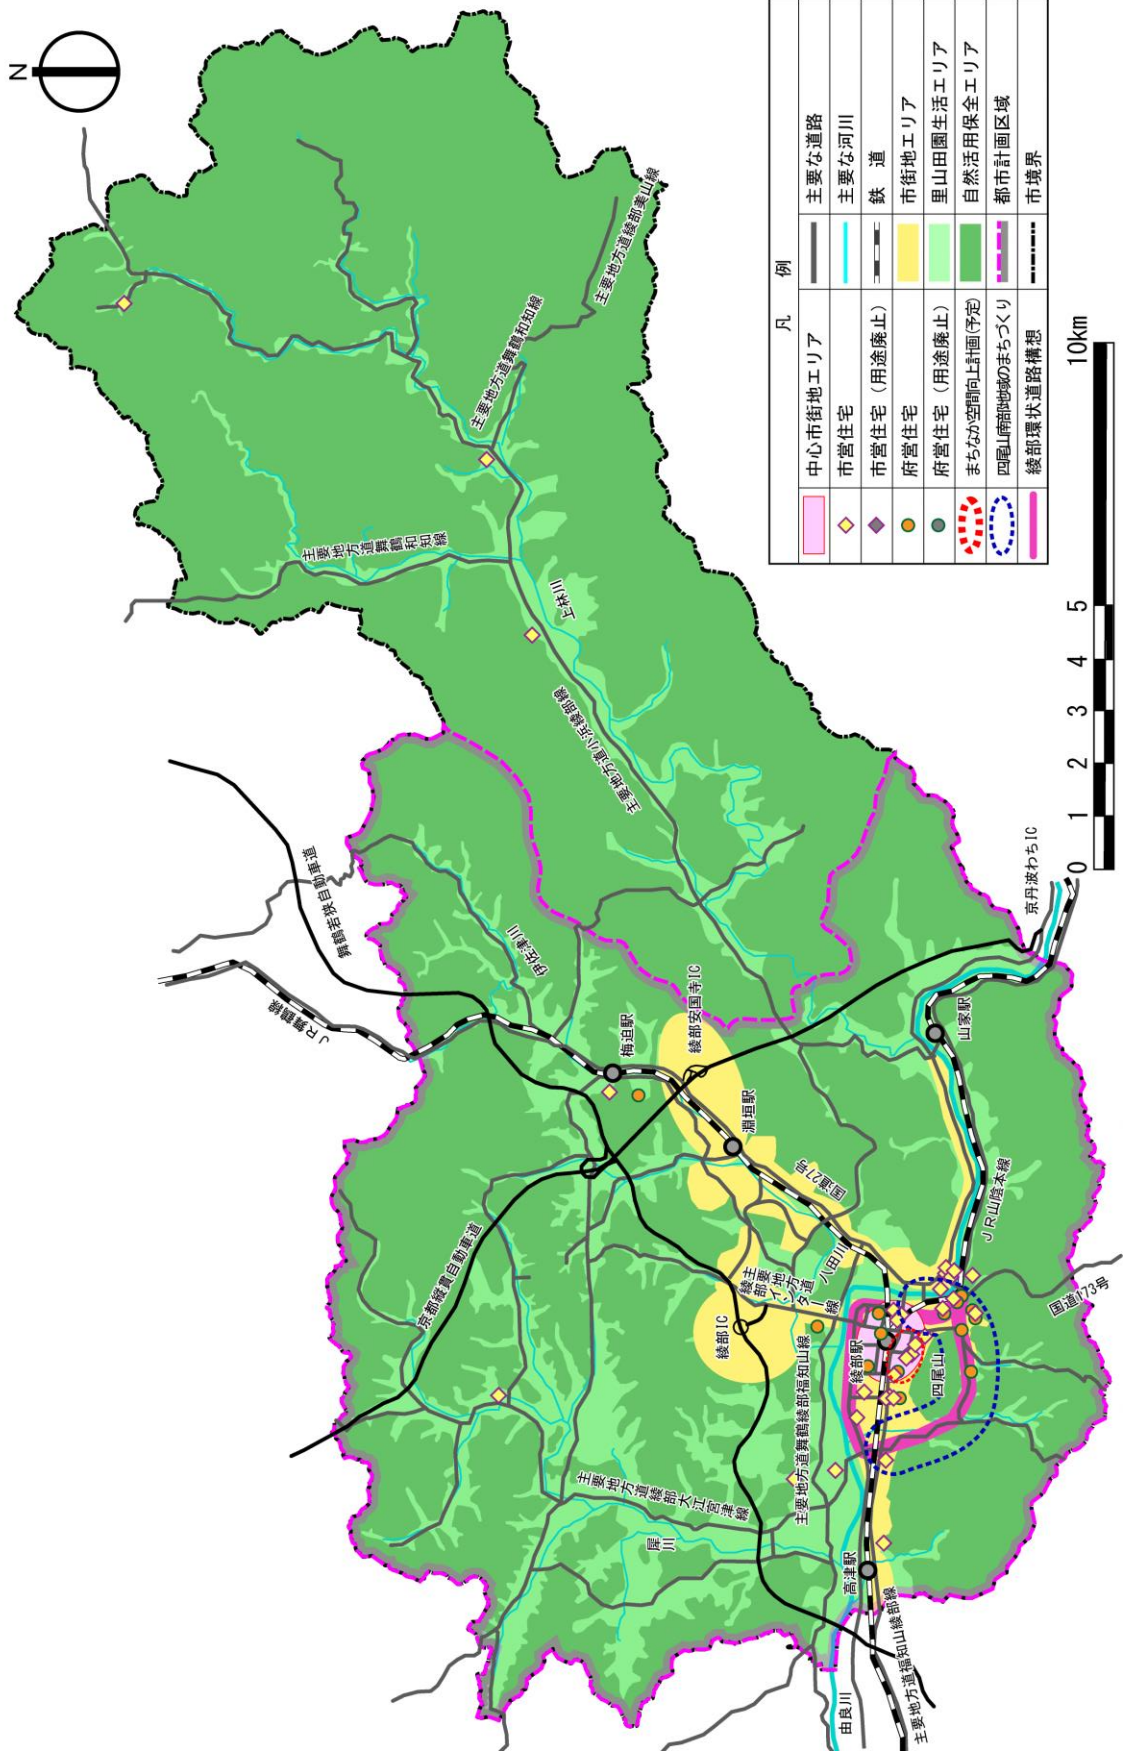 N
凡　例
中心市街地エリア
市営住宅
市営住宅（用途廃止）
府営住宅
府営住宅（用途廃止）
まちなか空間向上計画(予定)
四尾山南部地域のまちづくり
綾部環状道路構想
主要な道路
主要な河川
鉄　道
市街地エリア
里山田園生活エリア
自然活用保全エリア
都市計画区域
市境界
0 1 2 3 4 5 10km
主要地方道綾部美山線
主要地方道舞鶴和知線
主要地方道舞鶴和知線
上林川
主要地方道小浜綾部線
舞鶴若狭自動車道
JR舞鶴線
伊佐津川
梅迫駅
綾部安国寺IC
淵垣駅
国道27号
京丹波わちIC
山家駅
JR山陰本線
国道173号
八田川
主要地方道
綾部インター線
京都縦貫自動車道
綾部IC
主要地方道舞鶴綾部福知山線
綾部駅
四尾山
主要地方道綾部大江宮津線
犀川
高津駅
由良川
主要地方道福知山綾部線